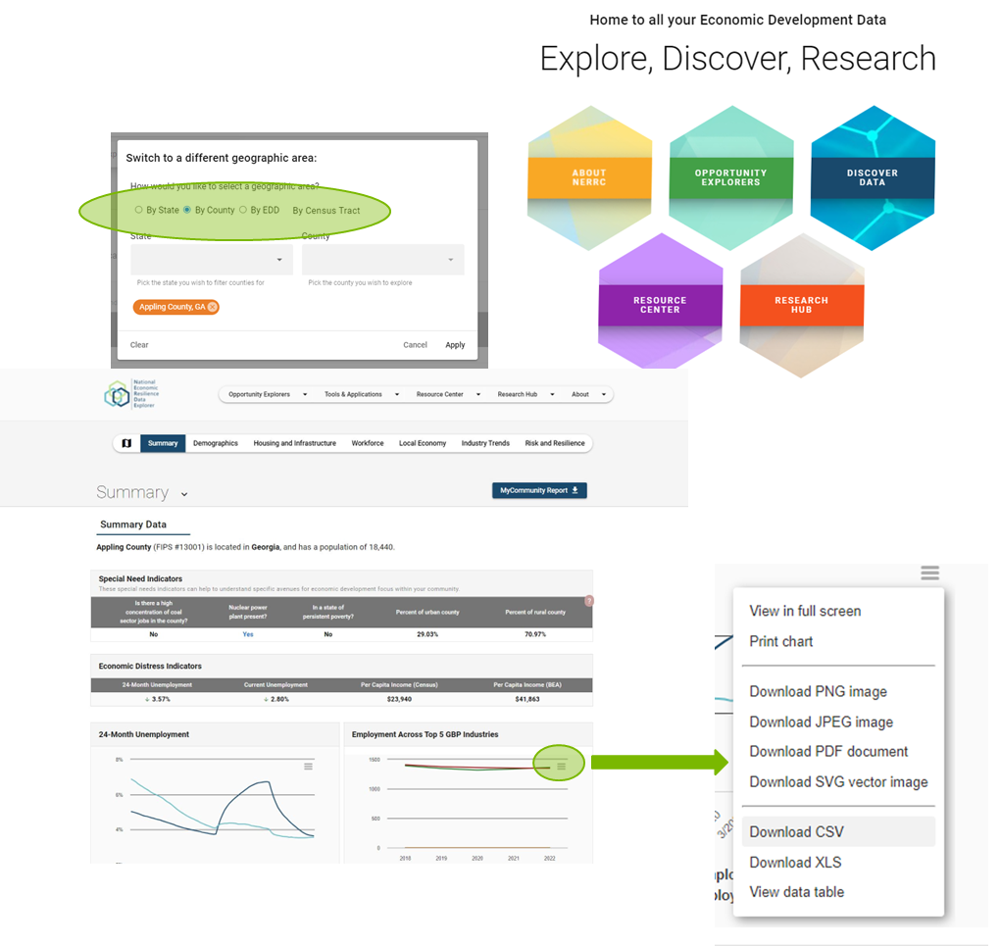 Home to all your Economic Development Data
Explore, Discover, Research
ABOUT
NERRC
OPPORTUNITY
EXPLORERS
DISCOVER
DATA
RESOURCE
CENTER
RESEARCH
HUB
Switch to a different geographic area:
How would you like to select a geographic area?
By State By County By EDD By Census Tract
State County
Pick the state you wish to filter counties for Pick the county you wish to explore
Appling County, GA
Clear Cancel Apply
National
Economic
Resilience
Data
Explorer
Opportunity Explorers Tools & Applications Resource Center Research Hub About
Summary Demographics Housing and Infrastructure Workforce Local Economy Industry Trends Risk and Resilience
Summary
MyCommunity Report
Summary Data
Appling County (FIPS #13001) is located in Georgia, and has a population of 18,440.
Special Need Indicators
These special needs indicators can help to understand specific avenues for economic development focus within your community.
?
Is there a high
concentration of coal
sector jobs in the county?
Nuclear power
plant present?
In a state of
persistent poverty?
Percent of urban county
Percent of rural county
No Yes No 29.03% 70.97%
Economic Distress Indicators
24-Month Unemployment Current Unemployment Per Capita Income (Census) Per Capita Income (BEA)
↓ 3.57% ↓ 2.80% $23,940 $41,863
24-Month Unemployment
8%
6%
4%
Employment Across Top 5 GBP Industries
1500
1000
500
0
2018 2019 2020 2021 2022
View in full screen
Print chart
Download PNG image
Download JPEG image
Download PDF document
Download SVG vector image
Download CSV
Download XLS
View data table